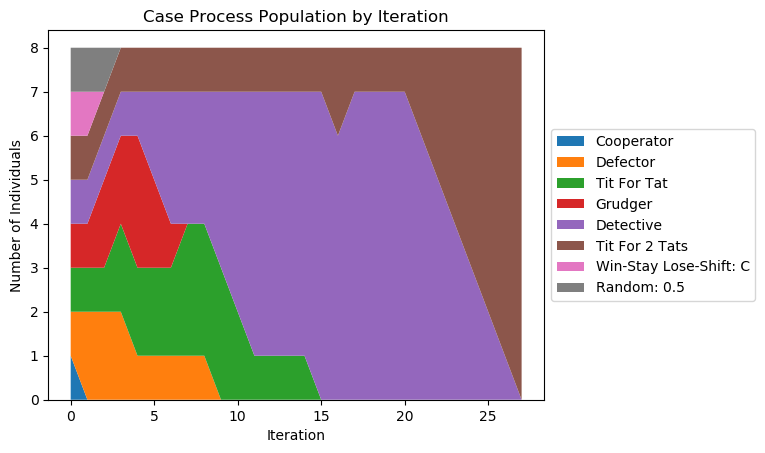 Case Process Population by Iteration
8
7
6
5
4
3
2
1
0
Number of Individuals
0 5 10 15 20 25
Iteration
Cooperator
Defector
Tit For Tat
Grudger
Detective
Tit For 2 Tats
Win-Stay Lose-Shift: C
Random: 0.5